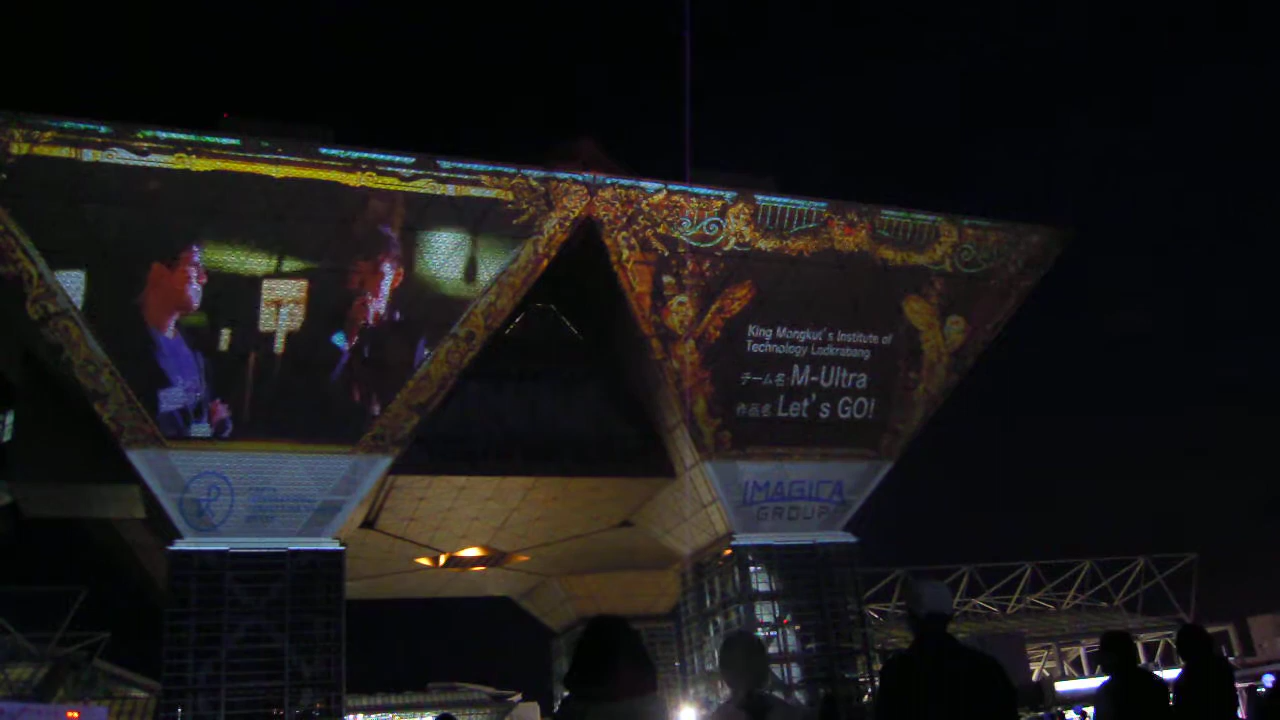 King Mongkut's Institute of
Technology Ladkrabang
チーム名 M-Ultra
作品名 Let's GO!
IMAGICA
GROUP